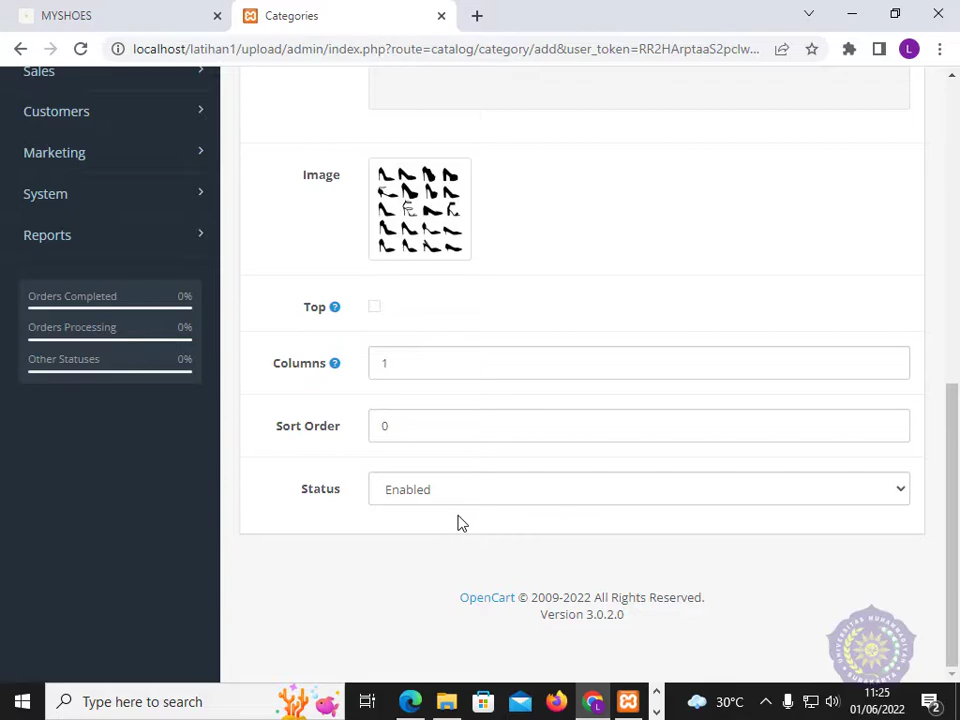 MYSHOES
Categories
localhost/latihan1/upload/admin/index.php?route=catalog/category/add&user_token=RR2HArptaaS2pclw...
L
Sales
Customers
Marketing
System
Reports
Orders Completed 0%
Orders Processing 0%
Other Statuses 0%
Image
Top
Columns 1
Sort Order 0
Status Enabled
OpenCart © 2009-2022 All Rights Reserved.
Version 3.0.2.0
Type here to search
30°C
11:25
01/06/2022
2